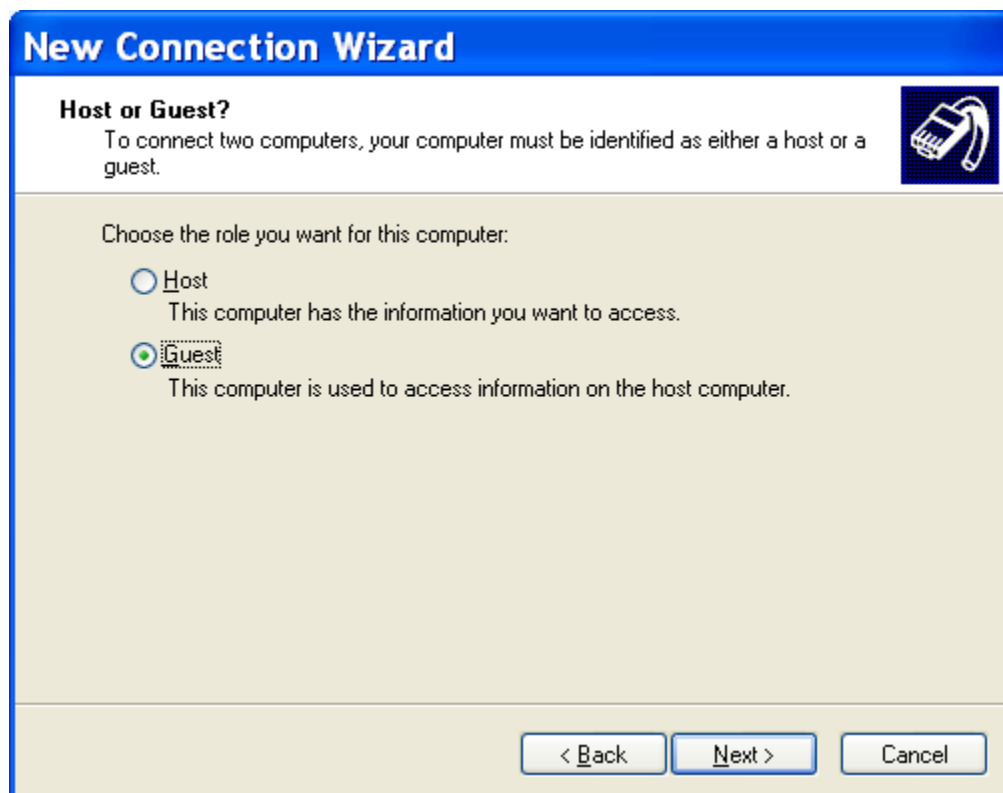 New Connection Wizard
Host or Guest?
To connect two computers, your computer must be identified as either a host or a
guest.
Choose the role you want for this computer:
Host
This computer has the information you want to access.
Guest
This computer is used to access information on the host computer.
< Back
Next >
Cancel